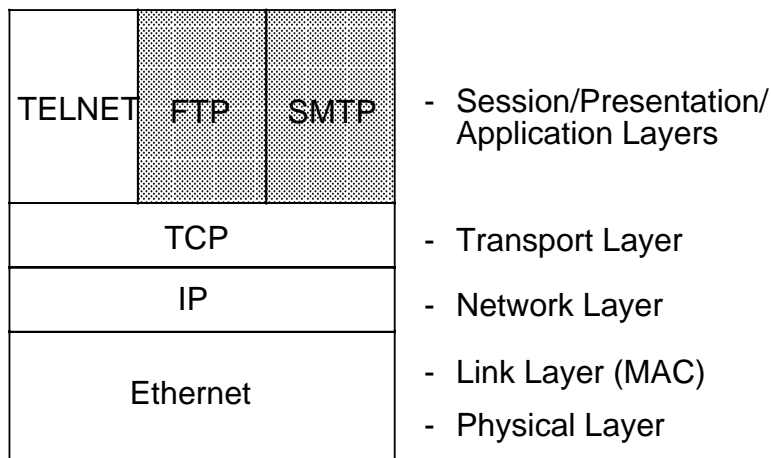 TELNET FTP SMTP - Session/Presentation/
Application Layers
TCP - Transport Layer
IP - Network Layer
Ethernet - Link Layer (MAC)
- Physical Layer